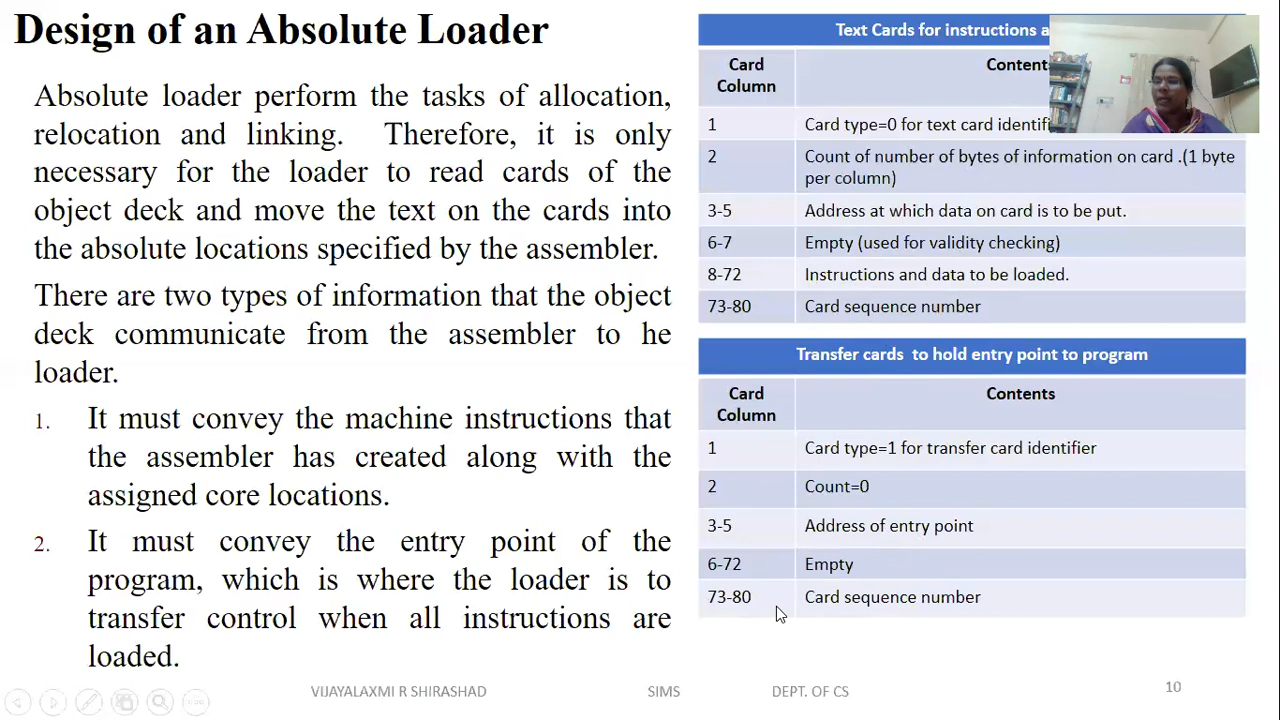 Design of an Absolute Loader
Absolute loader perform the tasks of allocation,
relocation and linking. Therefore, it is only
necessary for the loader to read cards of the
object deck and move the text on the cards into
the absolute locations specified by the assembler.
There are two types of information that the object
deck communicate from the assembler to he
loader.
1. It must convey the machine instructions that
the assembler has created along with the
assigned core locations.
2. It must convey the entry point of the
program, which is where the loader is to
transfer control when all instructions are
loaded.
Text Cards for instructions
Card
Column
1
Card type=0 for text card
2
Count of number of bytes of information on card .(1 byte
per column)
3-5
Address at which data on card is to be put.
6-7
Empty (used for validity checking)
8-72
Instructions and data to be loaded.
73-80
Card sequence number
Transfer cards to hold entry point to program
Card
Column
Contents
1
Card type=1 for transfer card identifier
2
Count=0
3-5
Address of entry point
6-72
Empty
73-80
Card sequence number
VIJAYALAXMI R SHIRASHAD SIMS DEPT. OF CS 10